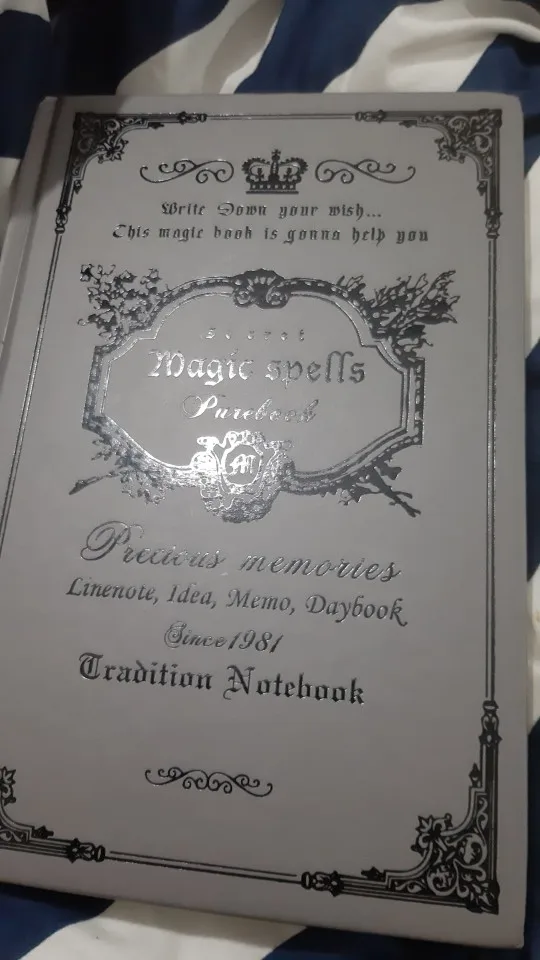 Write Down your wish...
This magic book is gonna help you
Secret
Magic spells
Purebook
M
Precious memories
Linenote, Idea, Memo, Daybook
Since1981
Tradition Notebook